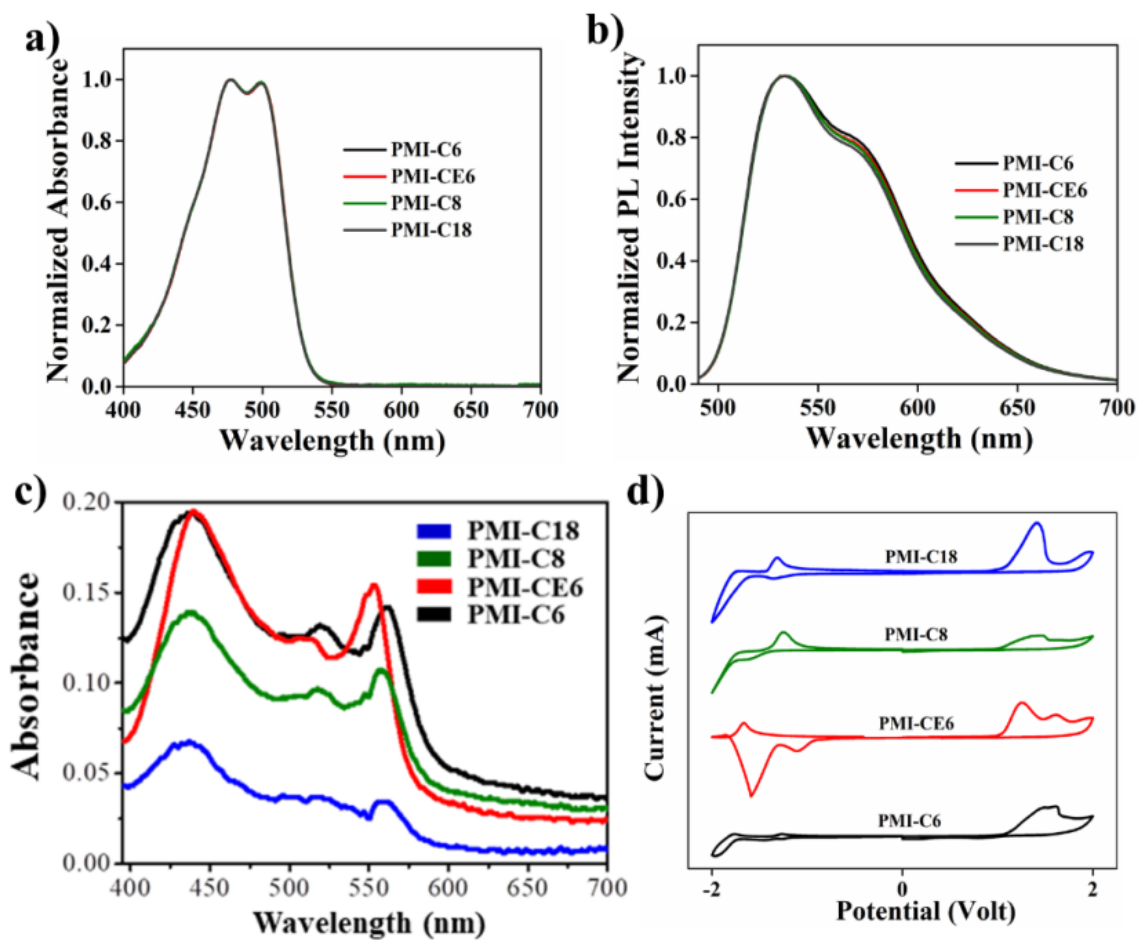 a)
Normalized Absorbance
1.0
0.8
0.6
0.4
0.2
0.0
PMI-C6
PMI-CE6
PMI-C8
PMI-C18
400 450 500 550 600 650 700
Wavelength (nm)
b)
Normalized PL Intensity
1.0
0.8
0.6
0.4
0.2
0.0
PMI-C6
PMI-CE6
PMI-C8
PMI-C18
500 550 600 650 700
Wavelength (nm)
c)
Absorbance
0.20
0.15
0.10
0.05
0.00
PMI-C18
PMI-C8
PMI-CE6
PMI-C6
400 450 500 550 600 650 700
Wavelength (nm)
d)
Current (mA)
PMI-C18
PMI-C8
PMI-CE6
PMI-C6
-2 0 2
Potential (Volt)